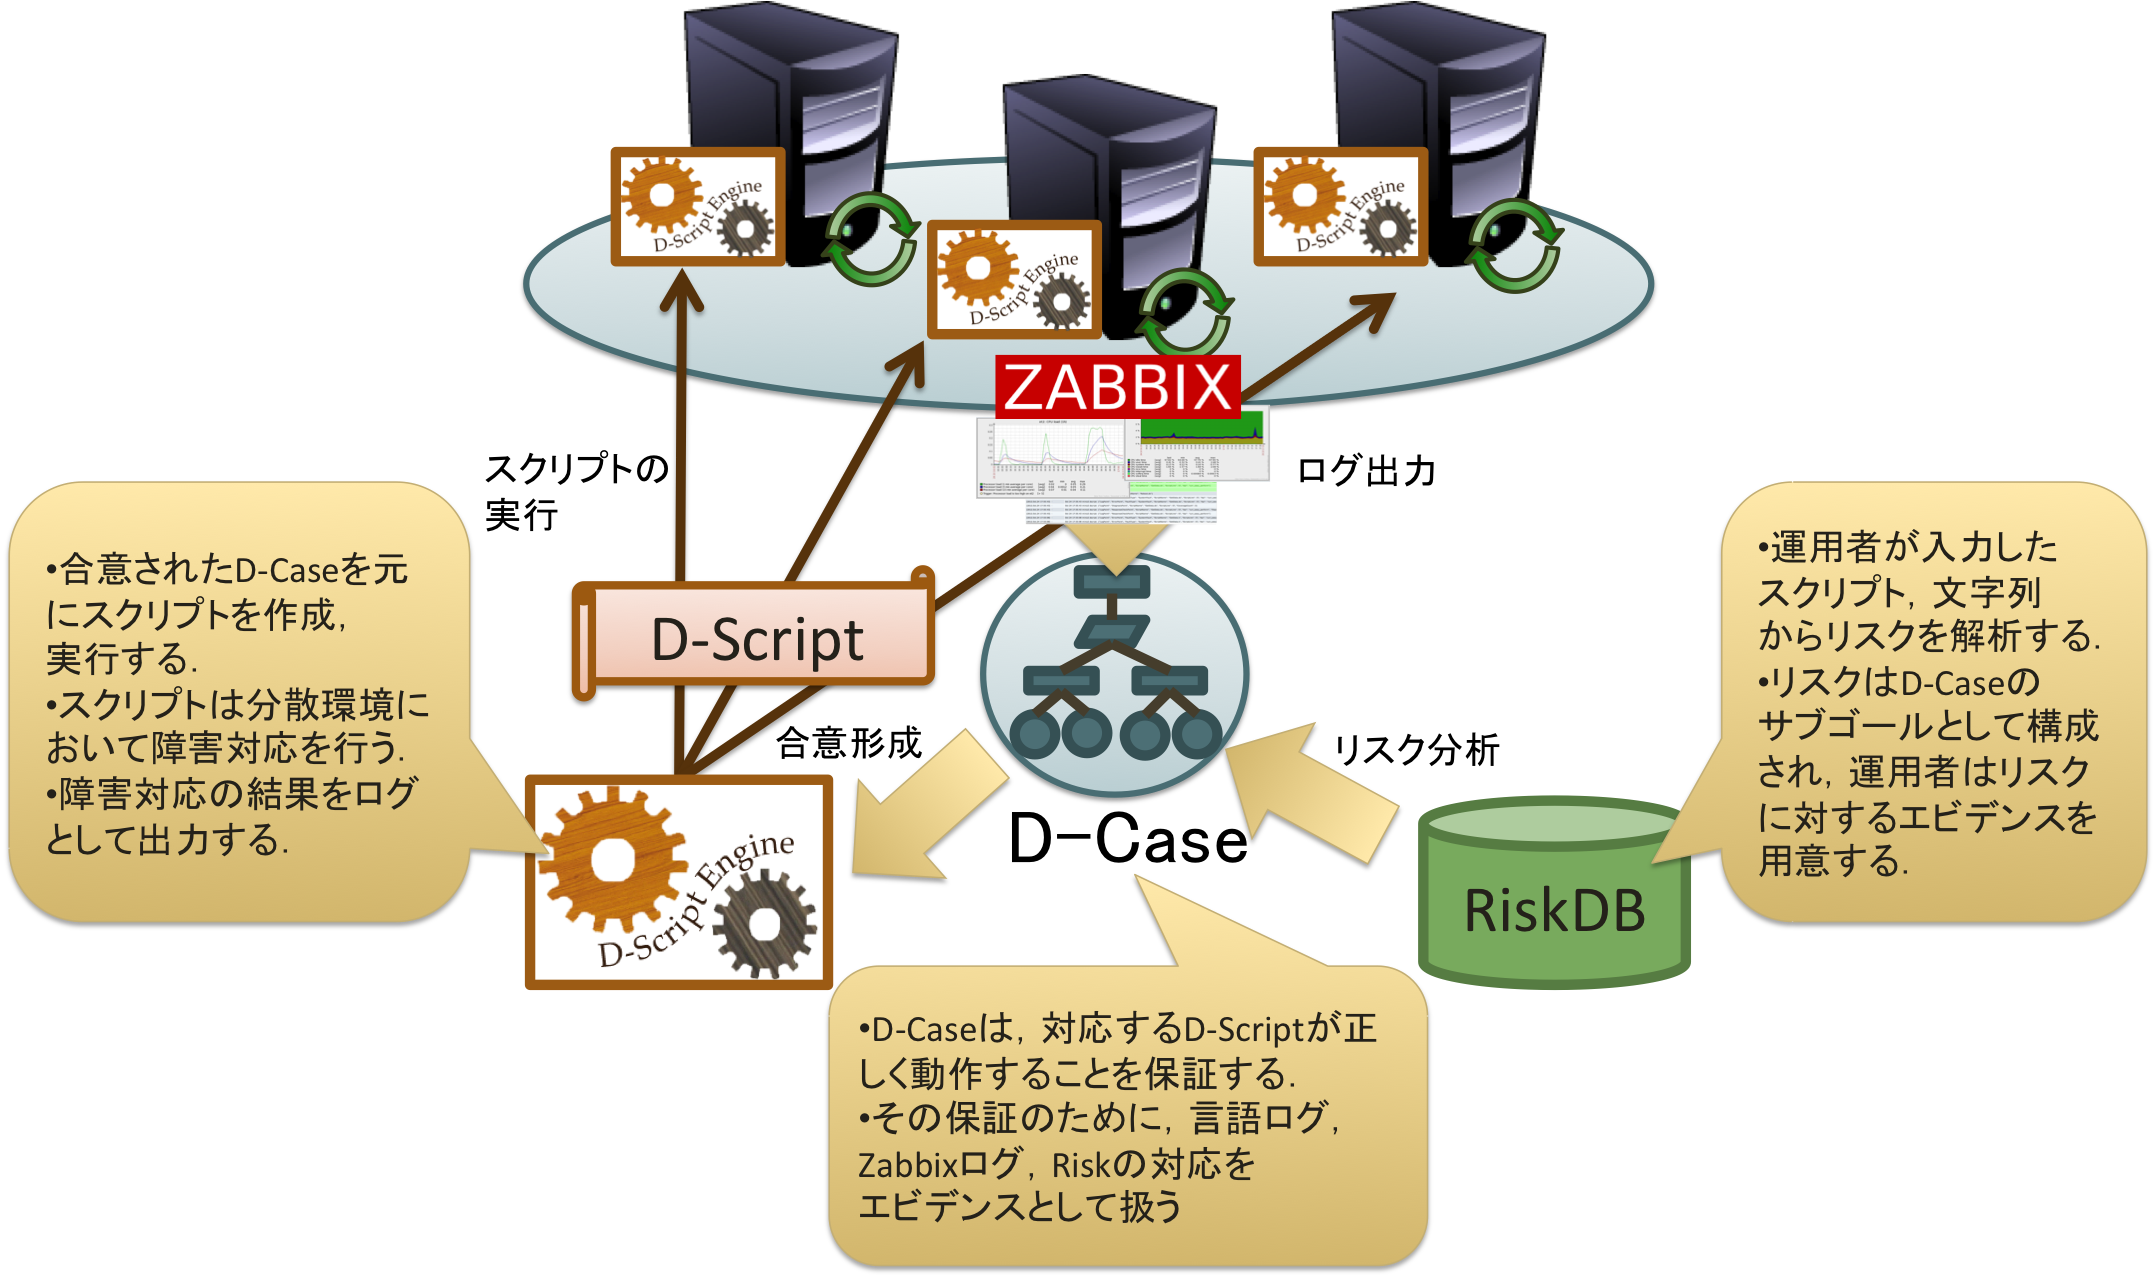 D-Script Engine
D-Script Engine
D-Script Engine
ZABBIX
スクリプトの
実行
ログ出力
•合意されたD-Caseを元
にスクリプトを作成,
実行する.
•スクリプトは分散環境に
おいて障害対応を行う.
•障害対応の結果をログ
として出力する.
D-Script
•運用者が入力した
スクリプト, 文字列
からリスクを解析する.
•リスクはD-Caseの
サブゴールとして構成
され, 運用者はリスク
に対するエビデンスを
用意する.
合意形成
リスク分析
D-Script Engine
D−Case
RiskDB
•D-Caseは, 対応するD-Scriptが正
しく動作することを保証する.
•その保証のために, 言語ログ,
Zabbixログ, Riskの対応を
エビデンスとして扱う